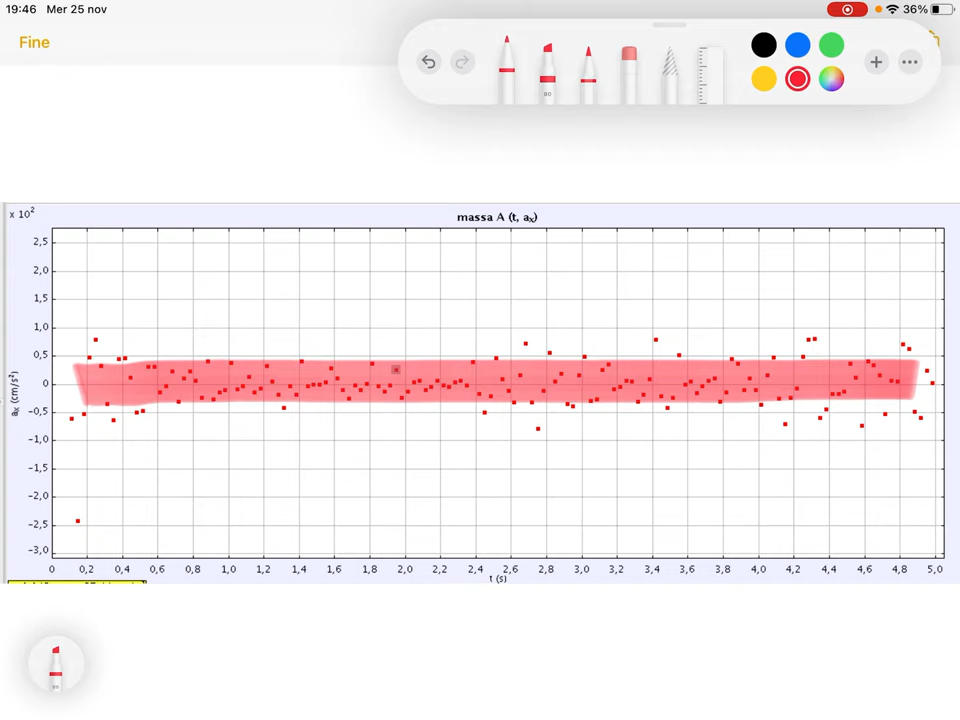 19:46 Mer 25 nov
36%
Fine
80
x 10²
massa A (t, aₓ)
2,5
2,0
1,5
1,0
0,5
0
−0,5
−1,0
−1,5
−2,0
−2,5
−3,0
aₓ (cm/s²)
0 0,2 0,4 0,6 0,8 1,0 1,2 1,4 1,6 1,8 2,0 2,2 2,4 2,6 2,8 3,0 3,2 3,4 3,6 3,8 4,0 4,2 4,4 4,6 4,8 5,0
t (s)
80